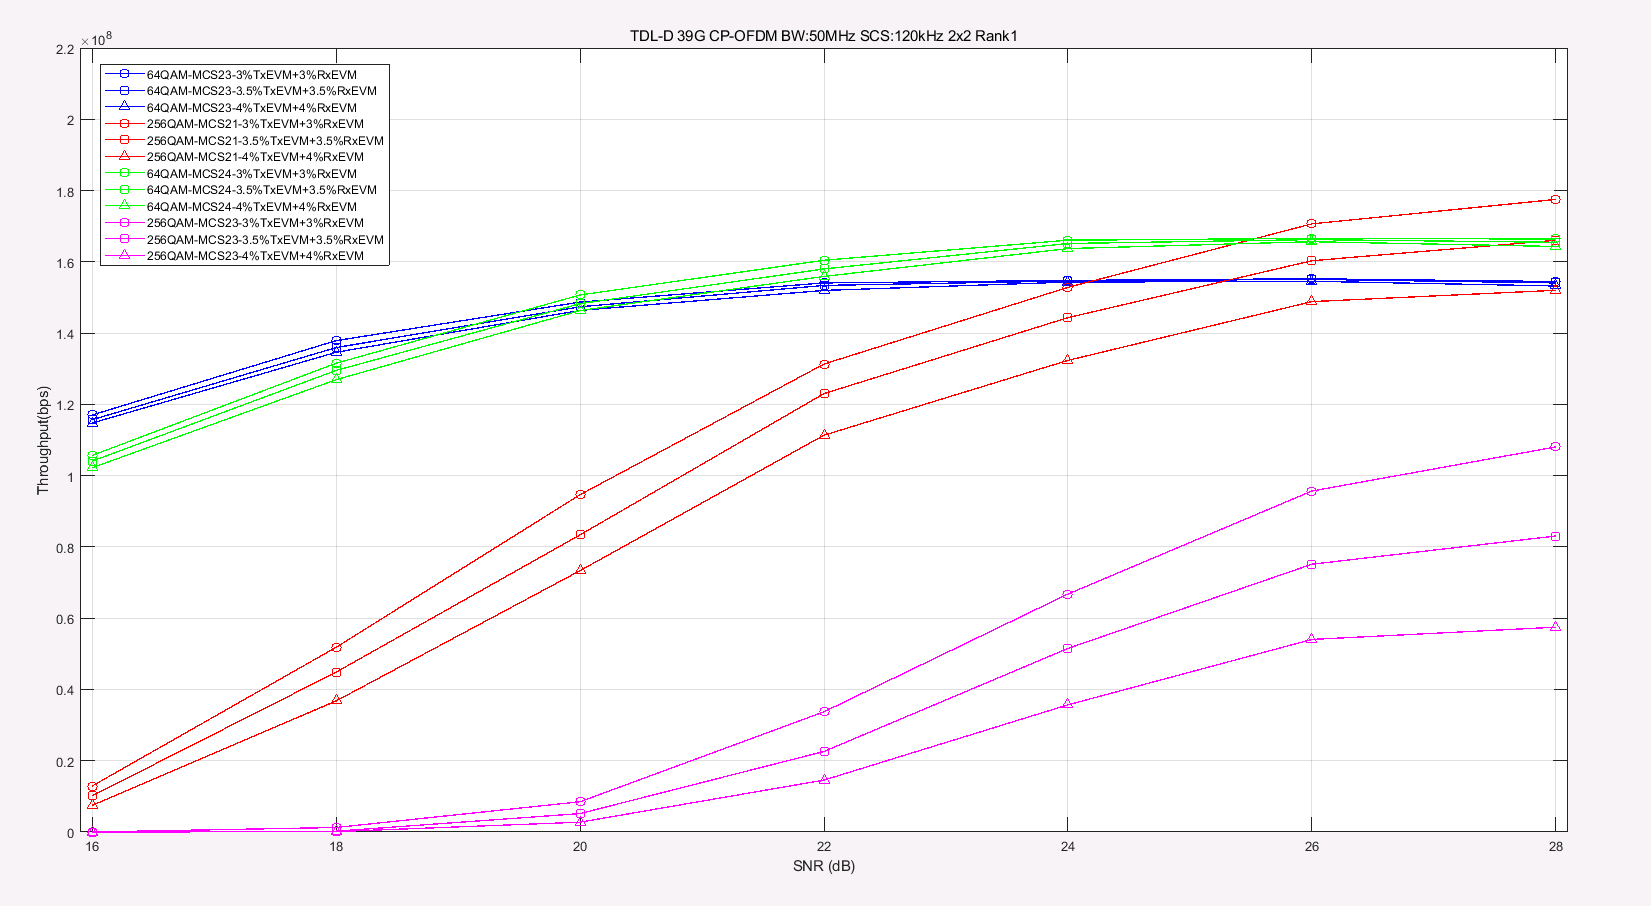 TDL-D 39G CP-OFDM BW:50MHz SCS:120kHz 2x2 Rank1
×10⁸
2.2
2
1.8
1.6
1.4
1.2
1
0.8
0.6
0.4
0.2
0
Throughput(bps)
64QAM-MCS23-3%TxEVM+3%RxEVM
64QAM-MCS23-3.5%TxEVM+3.5%RxEVM
64QAM-MCS23-4%TxEVM+4%RxEVM
256QAM-MCS21-3%TxEVM+3%RxEVM
256QAM-MCS21-3.5%TxEVM+3.5%RxEVM
256QAM-MCS21-4%TxEVM+4%RxEVM
64QAM-MCS24-3%TxEVM+3%RxEVM
64QAM-MCS24-3.5%TxEVM+3.5%RxEVM
64QAM-MCS24-4%TxEVM+4%RxEVM
256QAM-MCS23-3%TxEVM+3%RxEVM
256QAM-MCS23-3.5%TxEVM+3.5%RxEVM
256QAM-MCS23-4%TxEVM+4%RxEVM
16 18 20 22 24 26 28
SNR (dB)